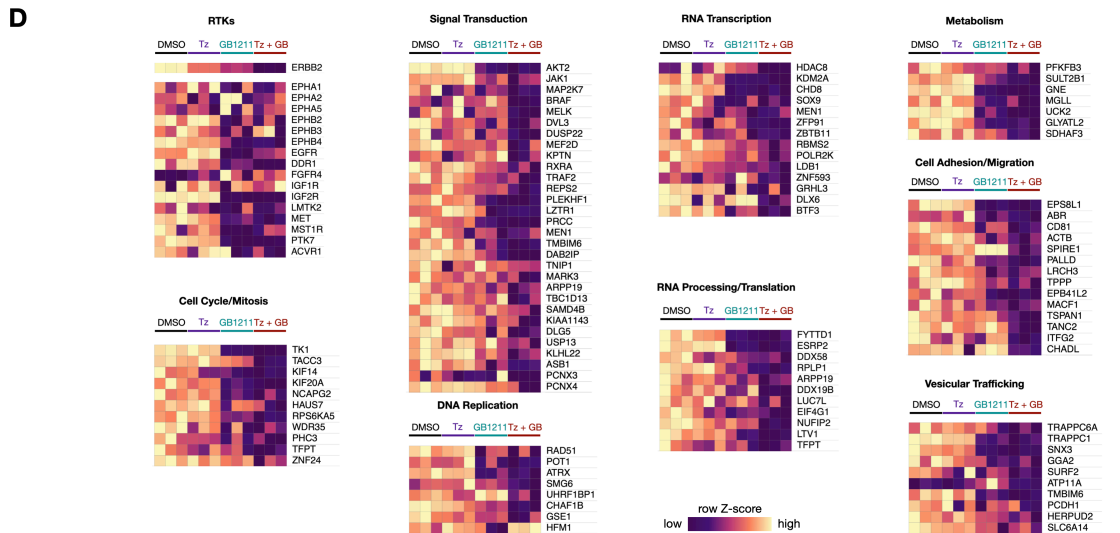 D
RTKs
DMSO Tz GB1211 Tz + GB
ERBB2
EPHA1
EPHA2
EPHA5
EPHB2
EPHB3
EPHB4
EGFR
DDR1
FGFR4
IGF1R
IGF2R
LMTK2
MET
MST1R
PTK7
ACVR1
Cell Cycle/Mitosis
DMSO Tz GB1211 Tz + GB
TK1
TACC3
KIF14
KIF20A
NCAPG2
HAUS7
RPS6KA5
WDR35
PHC3
TFPT
ZNF24
Signal Transduction
DMSO Tz GB1211 Tz + GB
AKT2
JAK1
MAP2K7
BRAF
MELK
DVL3
DUSP22
MEF2D
KPTN
RXRA
TRAF2
REPS2
PLEKHF1
LZTR1
PRCC
MEN1
TMBIM6
DAB2IP
TNIP1
MARK3
ARPP19
TBC1D13
SAMD4B
KIAA1143
DLG5
USP13
KLHL22
ASB1
PCNX3
PCNX4
DNA Replication
DMSO Tz GB1211 Tz + GB
RAD51
POT1
ATRX
SMG6
UHRF1BP1
CHAF1B
GSE1
HFM1
RNA Transcription
DMSO Tz GB1211 Tz + GB
HDAC8
KDM2A
CHD8
SOX9
MEN1
ZFP91
ZBTB11
RBMS2
POLR2K
LDB1
ZNF593
GRHL3
DLX6
BTF3
RNA Processing/Translation
DMSO Tz GB1211 Tz + GB
FYTTD1
ESRP2
DDX58
RPLP1
ARPP19
DDX19B
LUC7L
EIF4G1
NUFIP2
LTV1
TFPT
row Z-score
low high
Metabolism
DMSO Tz GB1211 Tz + GB
PFKFB3
SULT2B1
GNE
MGLL
UCK2
GLYATL2
SDHAF3
Cell Adhesion/Migration
DMSO Tz GB1211 Tz + GB
EPS8L1
ABR
CD81
ACTB
SPIRE1
PALLD
LRCH3
TPPP
EPB41L2
MACF1
TSPAN1
TANC2
ITFG2
CHADL
Vesicular Trafficking
DMSO Tz GB1211 Tz + GB
TRAPPC6A
TRAPPC1
SNX3
GGA2
SURF2
ATP11A
TMBIM6
PCDH1
HERPUD2
SLC6A14